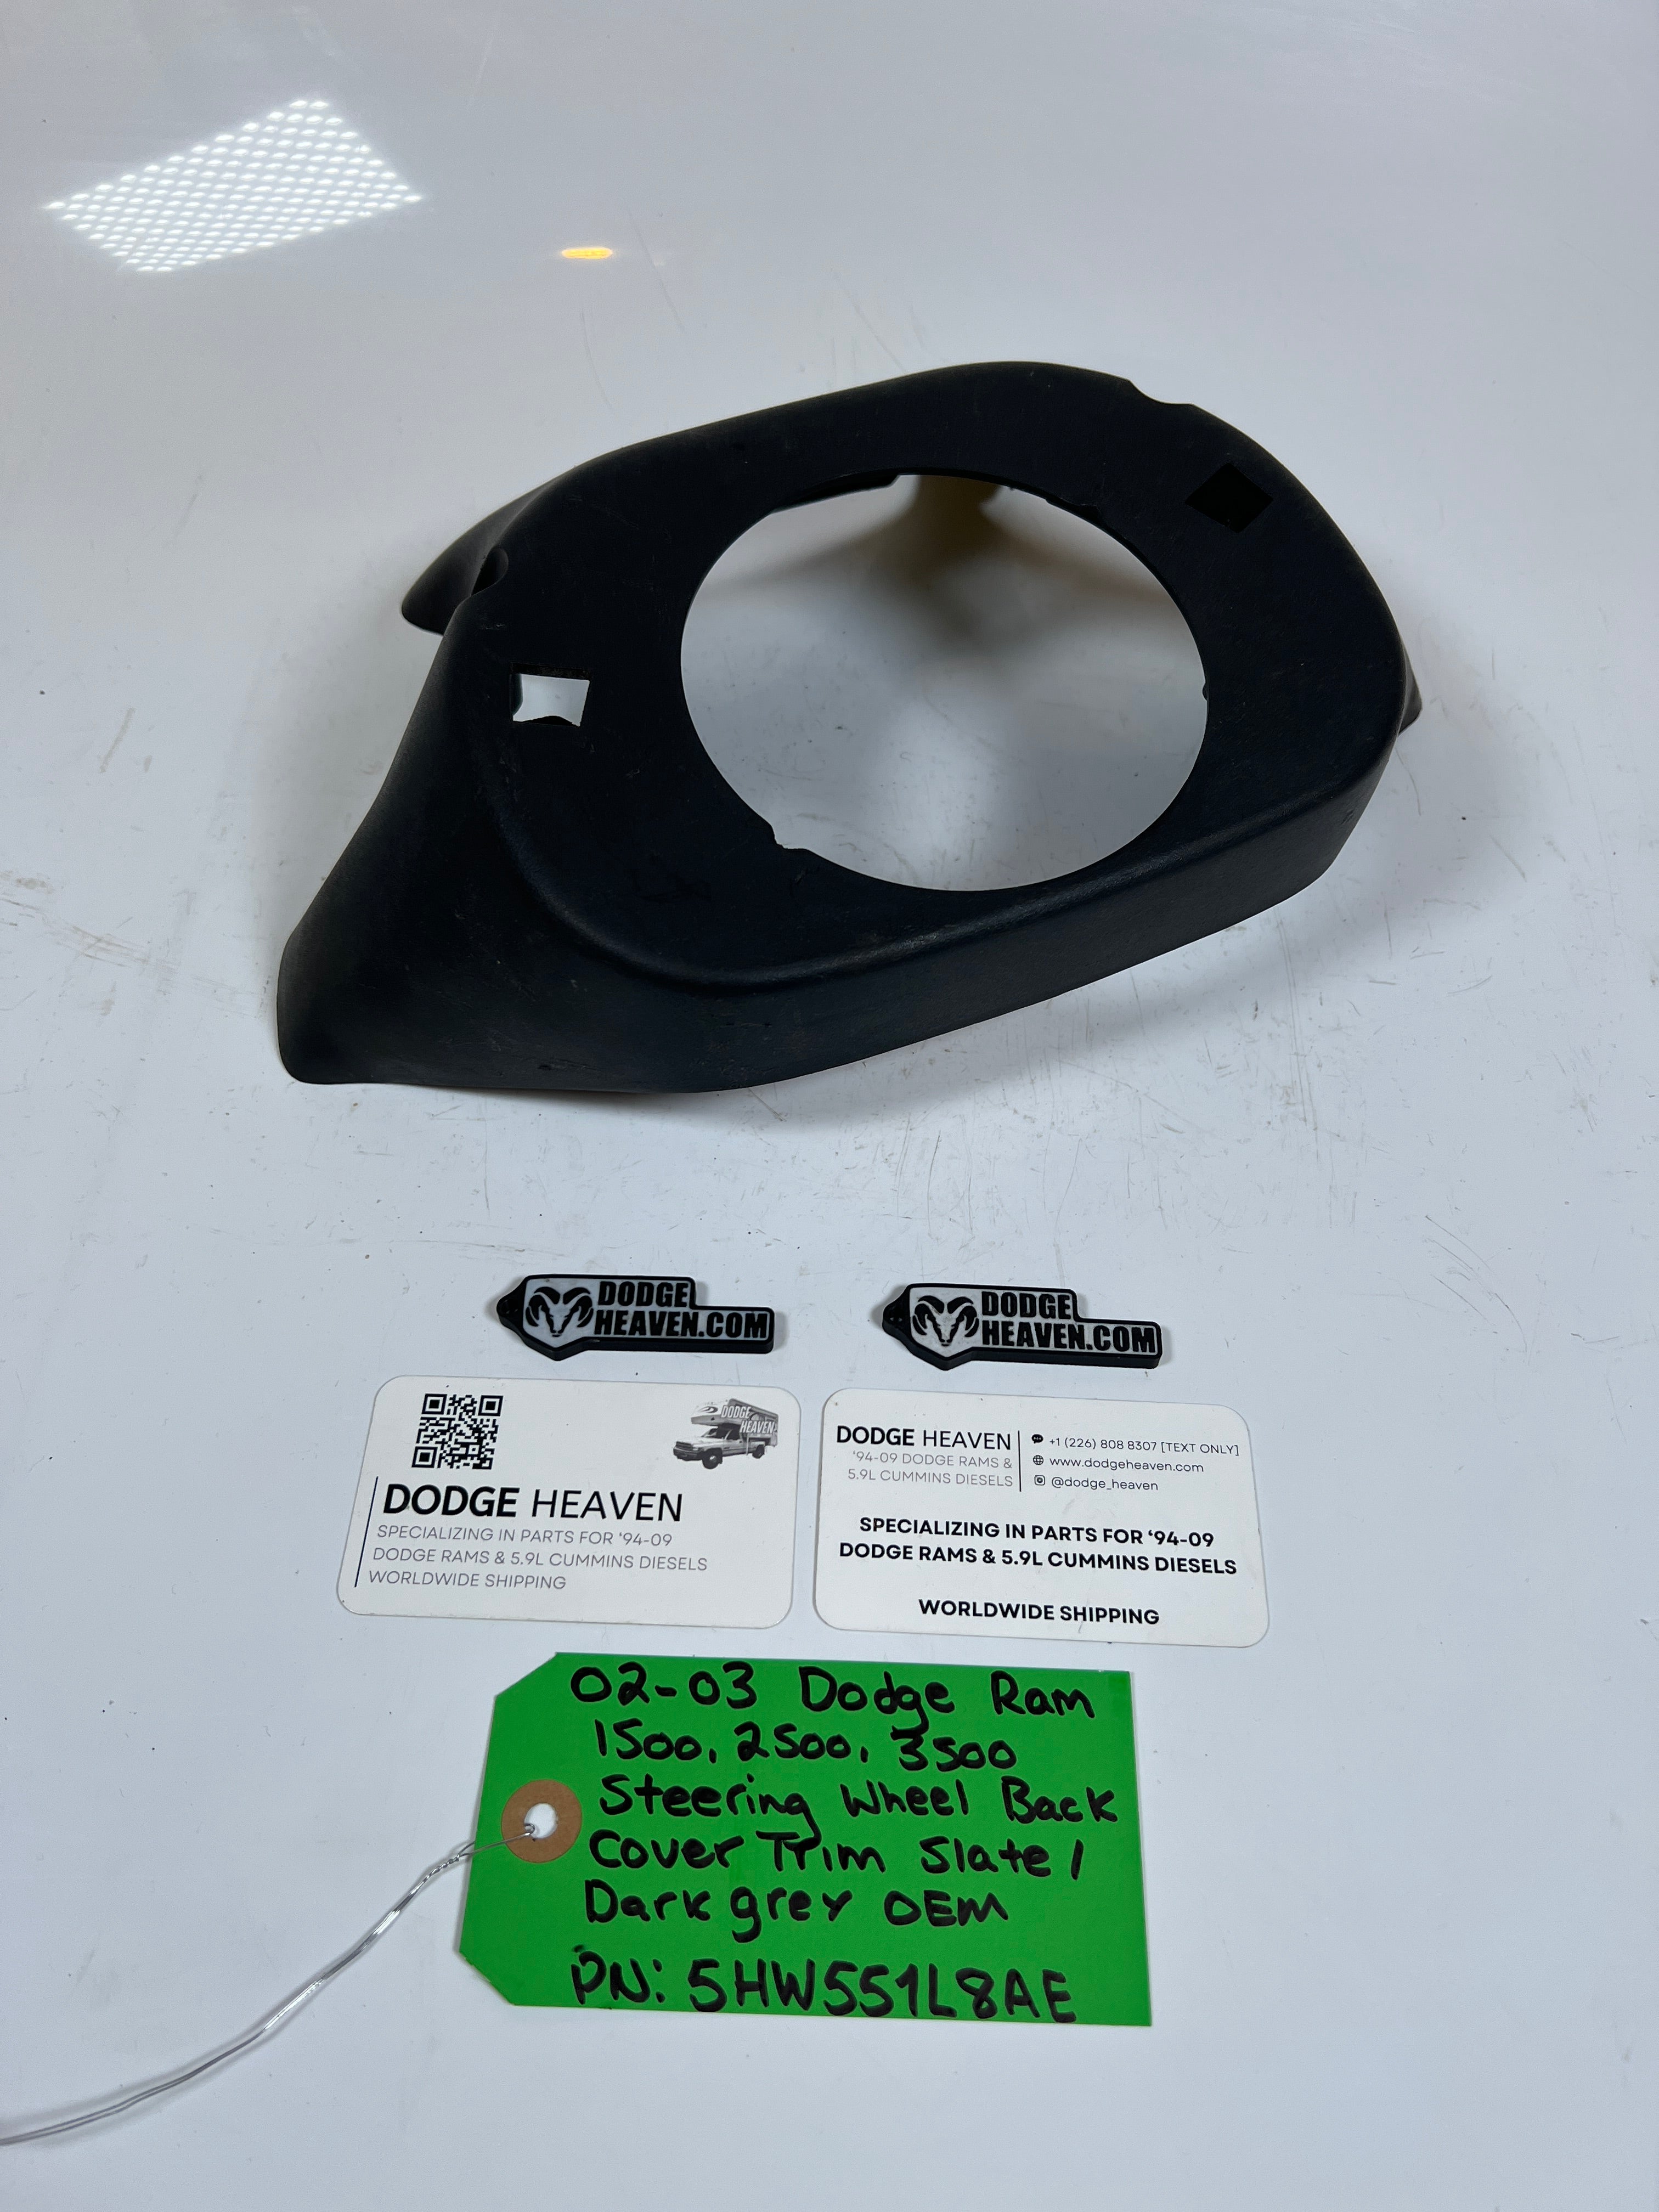 DODGE
HEAVEN.COM
DODGE
HEAVEN.COM
DODGE
HEAVEN
DODGE HEAVEN
SPECIALIZING IN PARTS FOR '94-09
DODGE RAMS & 5.9L CUMMINS DIESELS
WORLDWIDE SHIPPING
DODGE HEAVEN
'94-09 DODGE RAMS &
5.9L CUMMINS DIESELS
+1 (226) 808 8307 [TEXT ONLY]
www.dodgeheaven.com
@dodge_heaven
SPECIALIZING IN PARTS FOR '94-09
DODGE RAMS & 5.9L CUMMINS DIESELS
WORLDWIDE SHIPPING
02-03 Dodge Ram
1500, 2500, 3500
Steering Wheel Back
Cover Trim Slate /
Dark grey OEM
PN: 5HW551L8AE